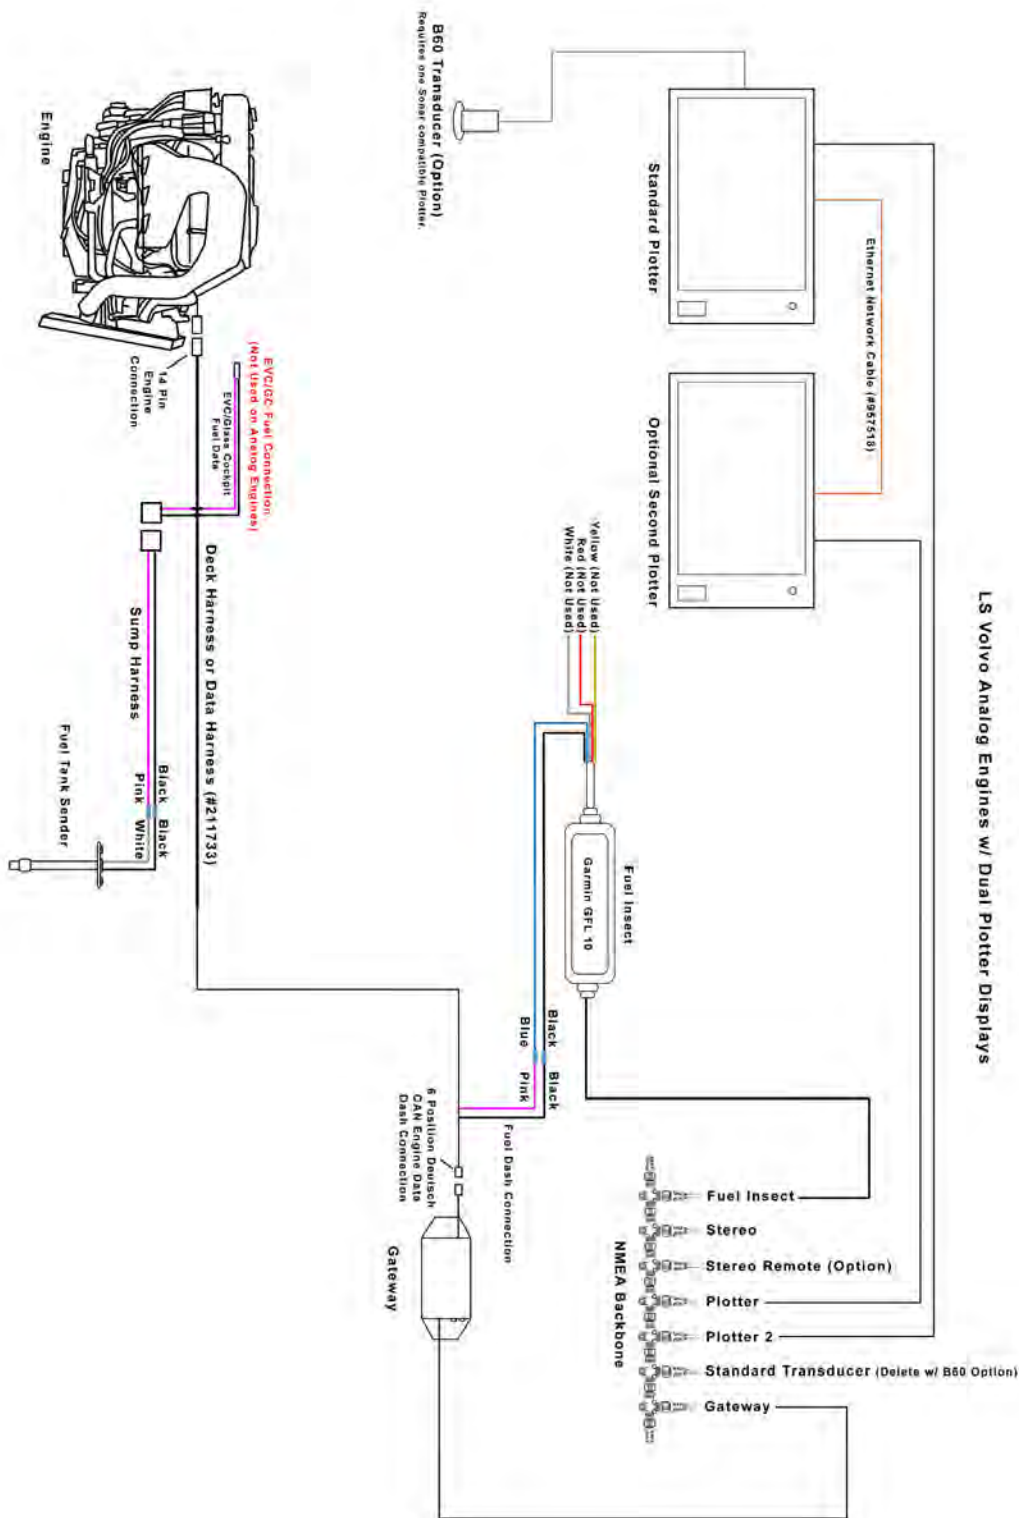 LS Volvo Analog Engines w/ Dual Plotter Displays
B60 Transducer (Option)
Requires one Sonar compatible Plotter.
Standard Plotter
Ethernet Network Cable (#957518)
Optional Second Plotter
Engine
14 Pin
Engine
Connection
EVC/GC Fuel Connection
(Not Used on Analog Engines)
EVC/Glass Cockpit
Fuel Data
Deck Harness or Data Harness (#211733)
Sump Harness
Black
Black
Pink
White
Fuel Tank Sender
Yellow (Not Used)
Red (Not Used)
White (Not Used)
Fuel Insect
Garmin GFL 10
Black
Black
Blue
Pink
Fuel Dash Connection
6 Position Deutsch
CAN Engine Data
Dash Connection
Gateway
NMEA Backbone
Fuel Insect
Stereo
Stereo Remote (Option)
Plotter
Plotter 2
Standard Transducer (Delete w/ B60 Option)
Gateway